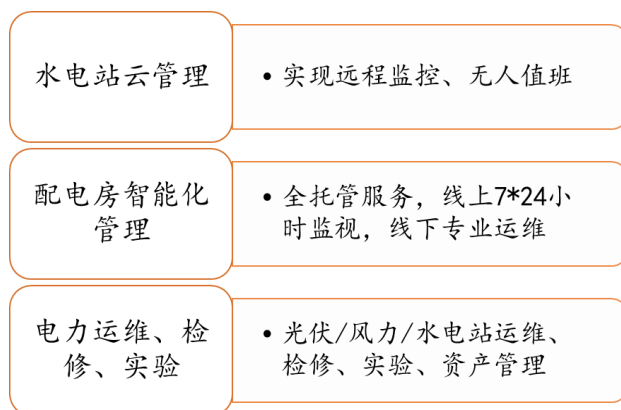 水电站云管理
• 实现远程监控、无人值班
配电房智能化
管理
• 全托管服务，线上7*24小
时监视，线下专业运维
电力运维、检
修、实验
• 光伏/风力/水电站运维、
检修、实验、资产管理